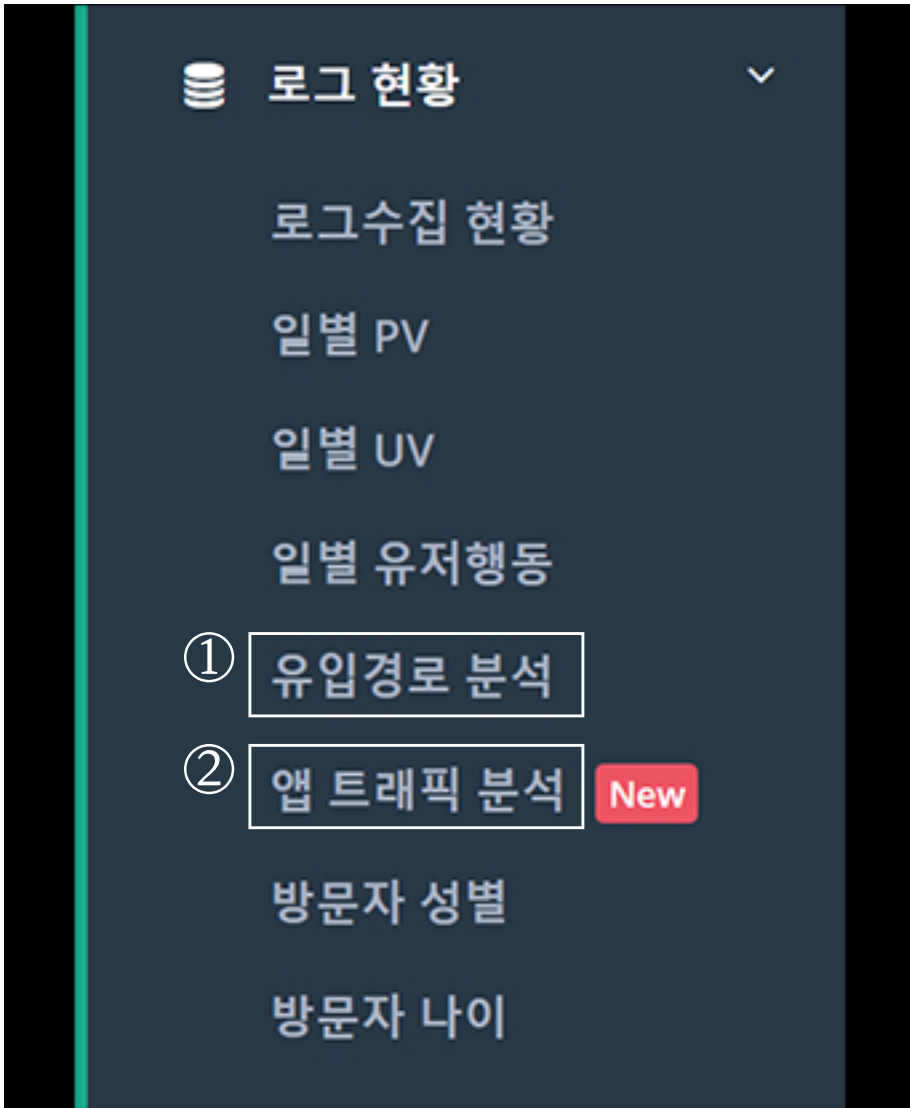 로그 현황
로그수집 현황
일별 PV
일별 UV
일별 유저행동
① 유입경로 분석
② 앱 트래픽 분석 New
방문자 성별
방문자 나이